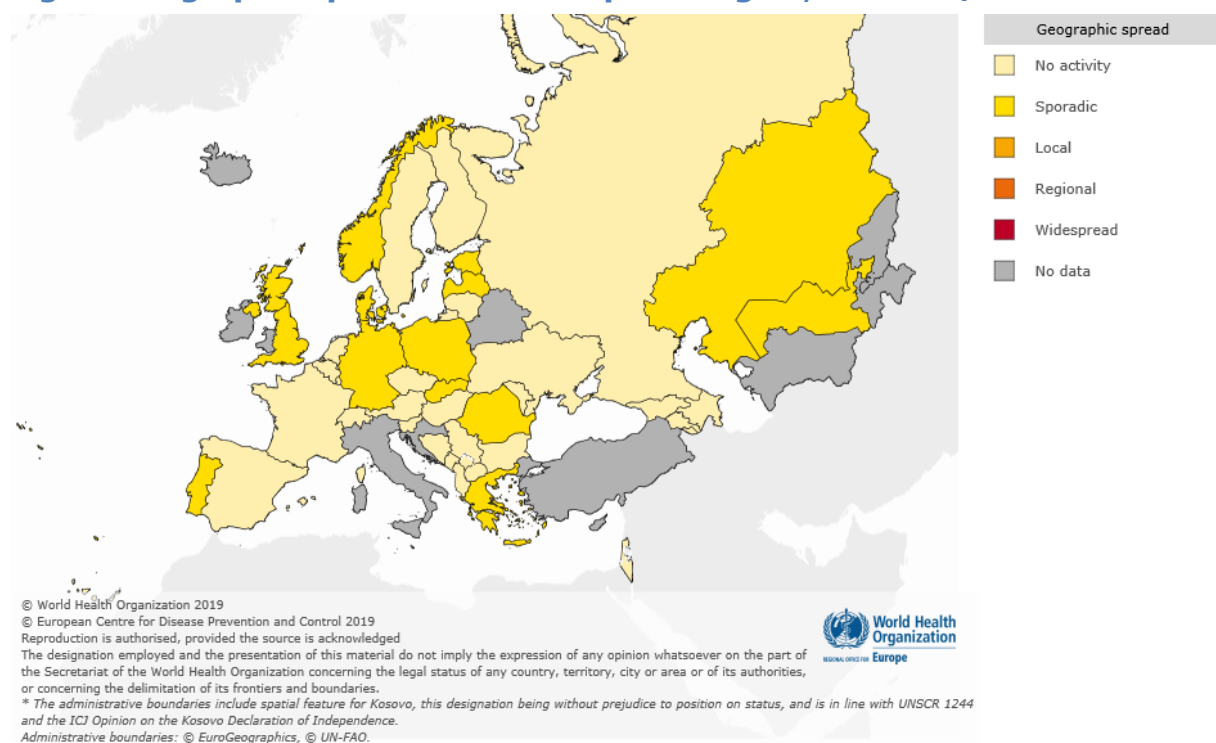 Geographic spread
No activity
Sporadic
Local
Regional
Widespread
No data
© World Health Organization 2019
© European Centre for Disease Prevention and Control 2019
Reproduction is authorised, provided the source is acknowledged
The designation employed and the presentation of this material do not imply the expression of any opinion whatsoever on the part of
the Secretariat of the World Health Organization concerning the legal status of any country, territory, city or area or of its authorities,
or concerning the delimitation of its frontiers and boundaries.
* The administrative boundaries include spatial feature for Kosovo, this designation being without prejudice to position on status, and is in line with UNSCR 1244
and the ICJ Opinion on the Kosovo Declaration of Independence.
Administrative boundaries: © EuroGeographics, © UN-FAO.
World Health
Organization
REGIONAL OFFICE FOR Europe